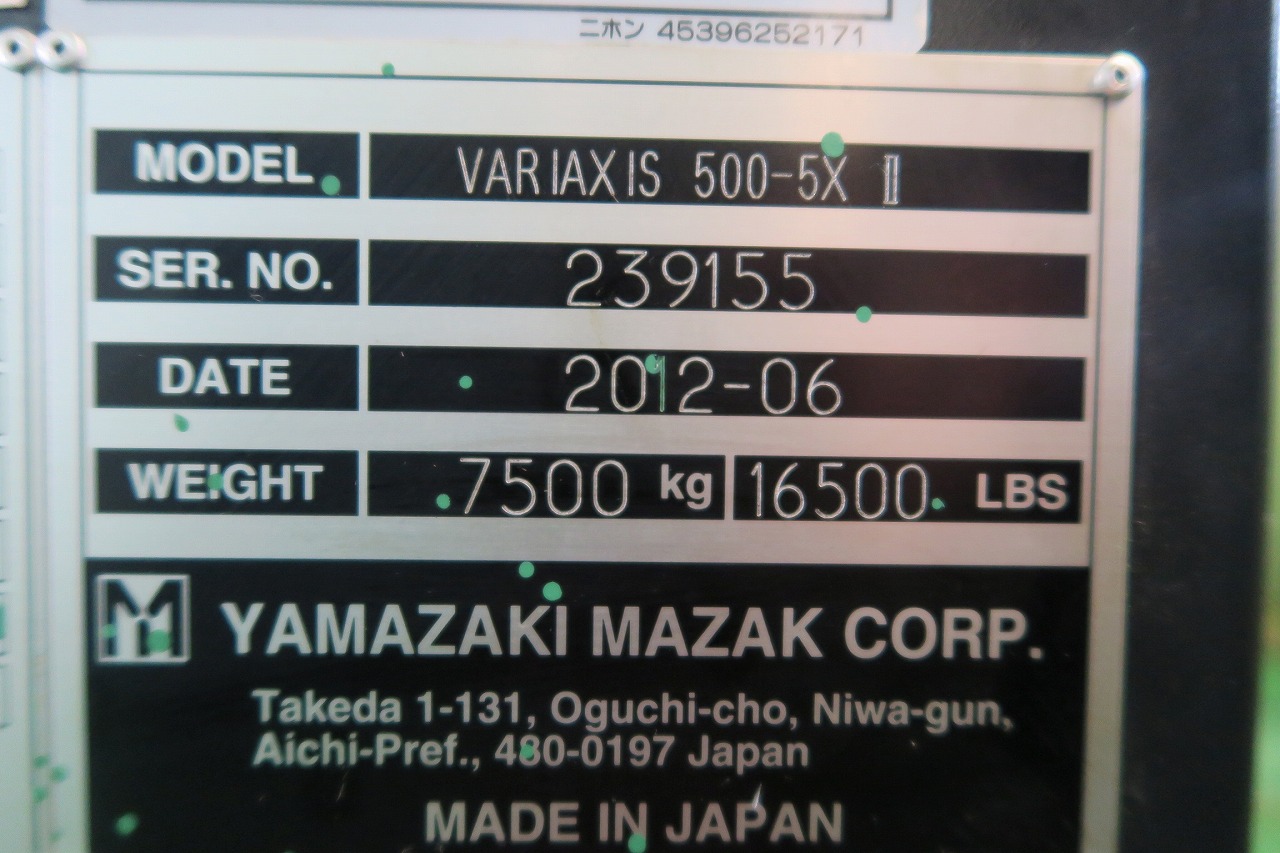 ニホン 45396252171
MODEL VARIAXIS 500-5X Ⅱ
SER. NO. 239155
DATE 2012-06
WEIGHT 7500 kg 16500 LBS
YAMAZAKI MAZAK CORP.
Takeda 1-131, Oguchi-cho, Niwa-gun,
Aichi-Pref., 480-0197 Japan
MADE IN JAPAN